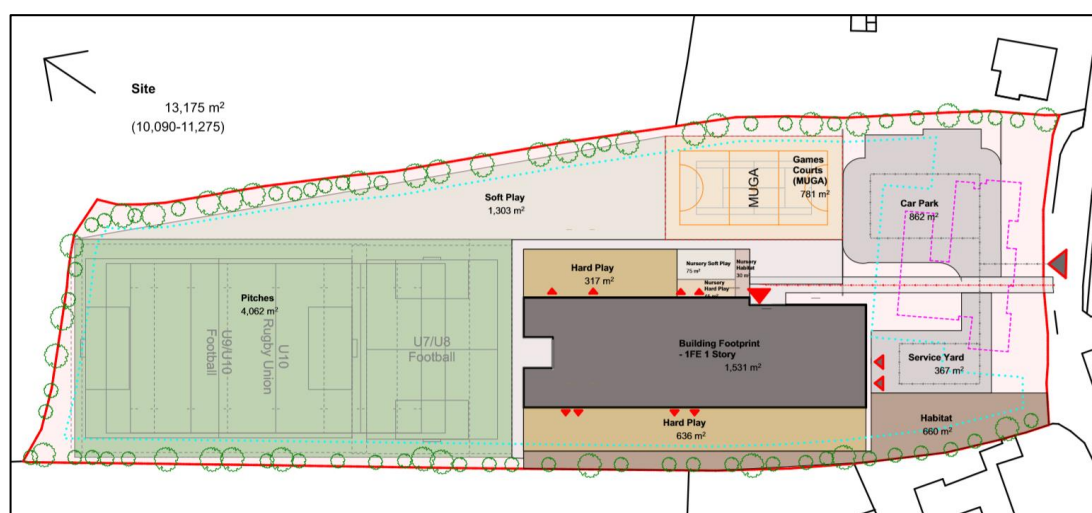 Site
13,175 m²
(10,090-11,275)
Soft Play
1,303 m²
MUGA
Games
Courts
(MUGA)
781 m²
Car Park
862 m²
Hard Play
317 m²
Nursery Soft Play
75 m²
Nursery
Habitat
30 m²
Nursery
Hard Play
Pitches
4,062 m²
U9/U10
Football
U10
Rugby Union
U7/U8
Football
Building Footprint
- 1FE 1 Story
1,531 m²
Service Yard
367 m²
Hard Play
636 m²
Habitat
660 m²